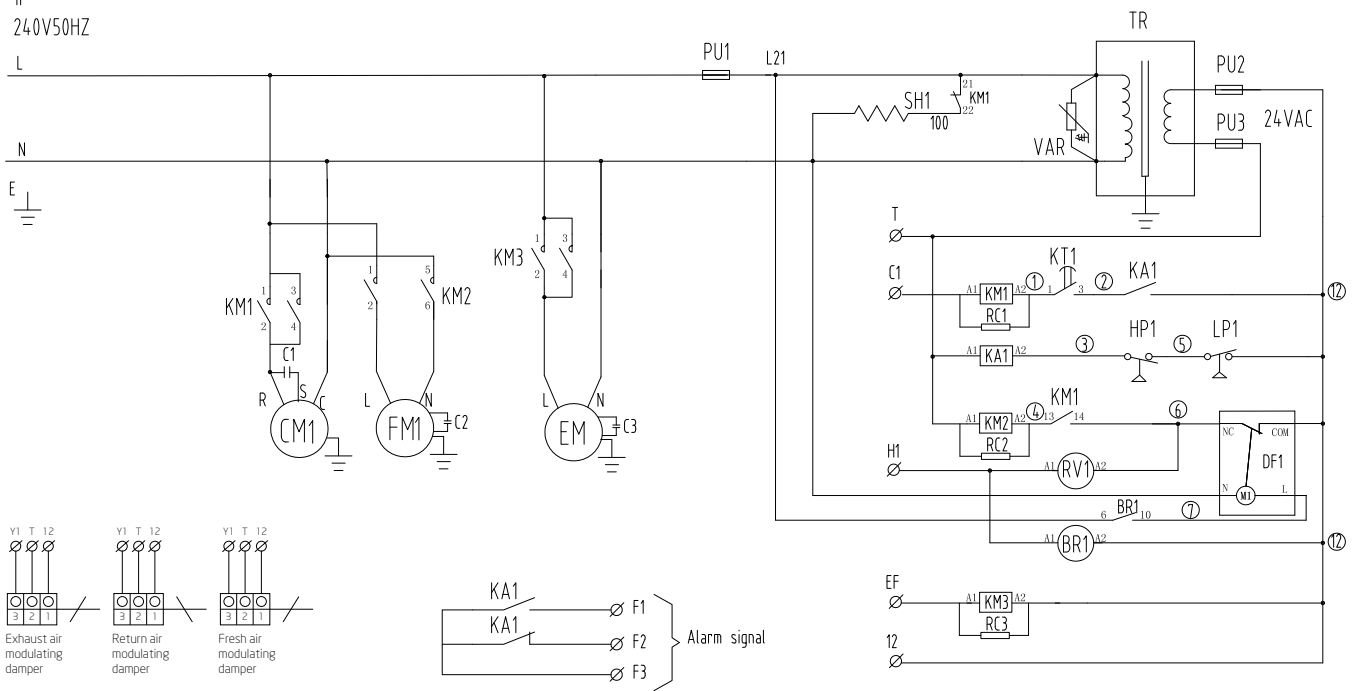 240V50HZ
TR
PU1
L21
L
PU2
21
KM1
SH1
22
100
24VAC
PU3
VAR
N
E
T
1 3
KM3
2 4
KT1
C1
KA1
1 5
KM2
2 6
A1 KM1 A2 ① 1 3 ② ⑫
RC1
1 3
KM1
2 4
HP1 LP1
C1
A1 KA1 A2 ③ ⑤
R S C
L N
L N
KM1
CM1
FM1
C2
EM
C3
A1 KM2 A2 ④ 13 14 ⑥
RC2
NC COM
DF1
H1
A1 RV1 A2
N M1 L
BR1
6 10 ⑦
A1 BR1 A2 ⑫
Y1 T 12
Y1 T 12
Y1 T 12
3 2 1
3 2 1
3 2 1
Exhaust air
modulating
damper
Return air
modulating
damper
Fresh air
modulating
damper
KA1
F1
KA1
F2
F3
Alarm signal
EF
A1 KM3 A2
RC3
12